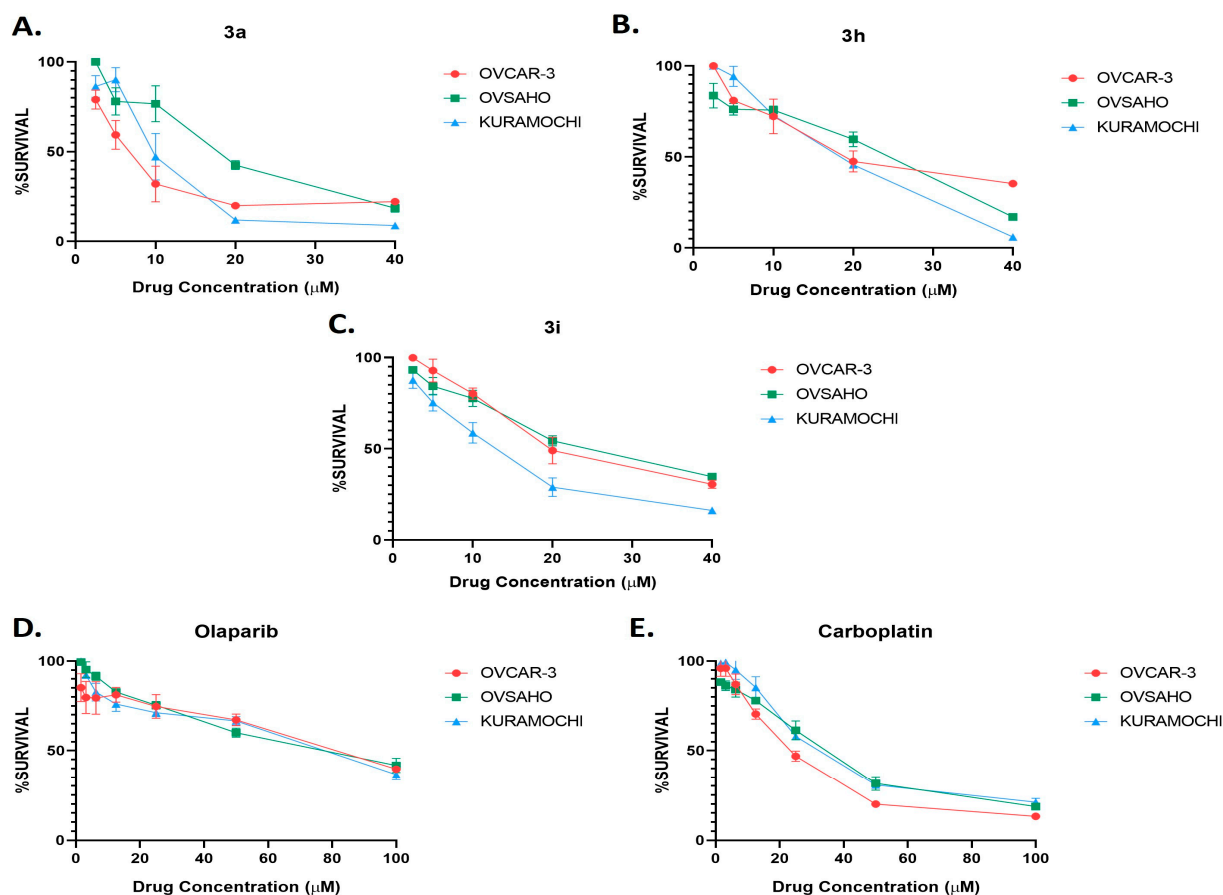 A.
3a
100
50
0
%SURVIVAL
0 10 20 30 40
Drug Concentration (μM)
OVCAR-3
OVSAHO
KURAMOCHI
B.
3h
100
50
0
%SURVIVAL
0 10 20 30 40
Drug Concentration (μM)
OVCAR-3
OVSAHO
KURAMOCHI
C.
3i
100
50
0
%SURVIVAL
0 10 20 30 40
Drug Concentration (μM)
OVCAR-3
OVSAHO
KURAMOCHI
D.
Olaparib
100
50
0
%SURVIVAL
0 20 40 60 80 100
Drug Concentration (μM)
OVCAR-3
OVSAHO
KURAMOCHI
E.
Carboplatin
100
50
0
%SURVIVAL
0 20 40 60 80 100
Drug Concentration (μM)
OVCAR-3
OVSAHO
KURAMOCHI